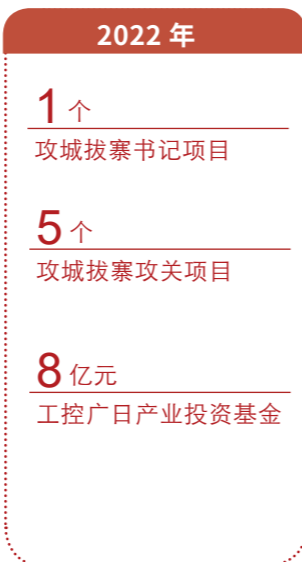 2022 年
1 个
攻城拔寨书记项目
5 个
攻城拔寨攻关项目
8 亿元
工控广日产业投资基金